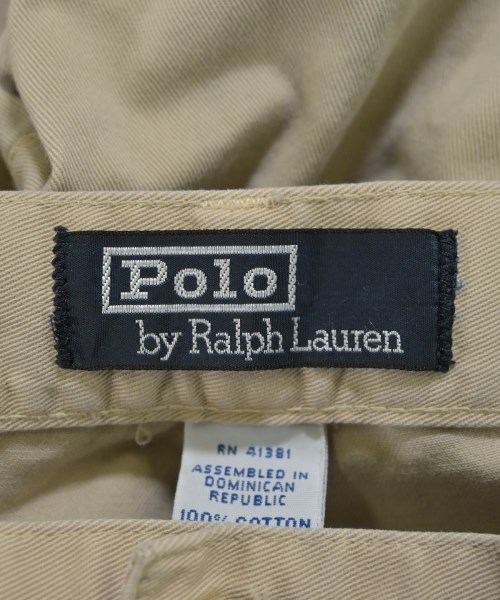 Polo
by Ralph Lauren
RN 41381
ASSEMBLED IN
DOMINICAN
REPUBLIC
100% COTTON